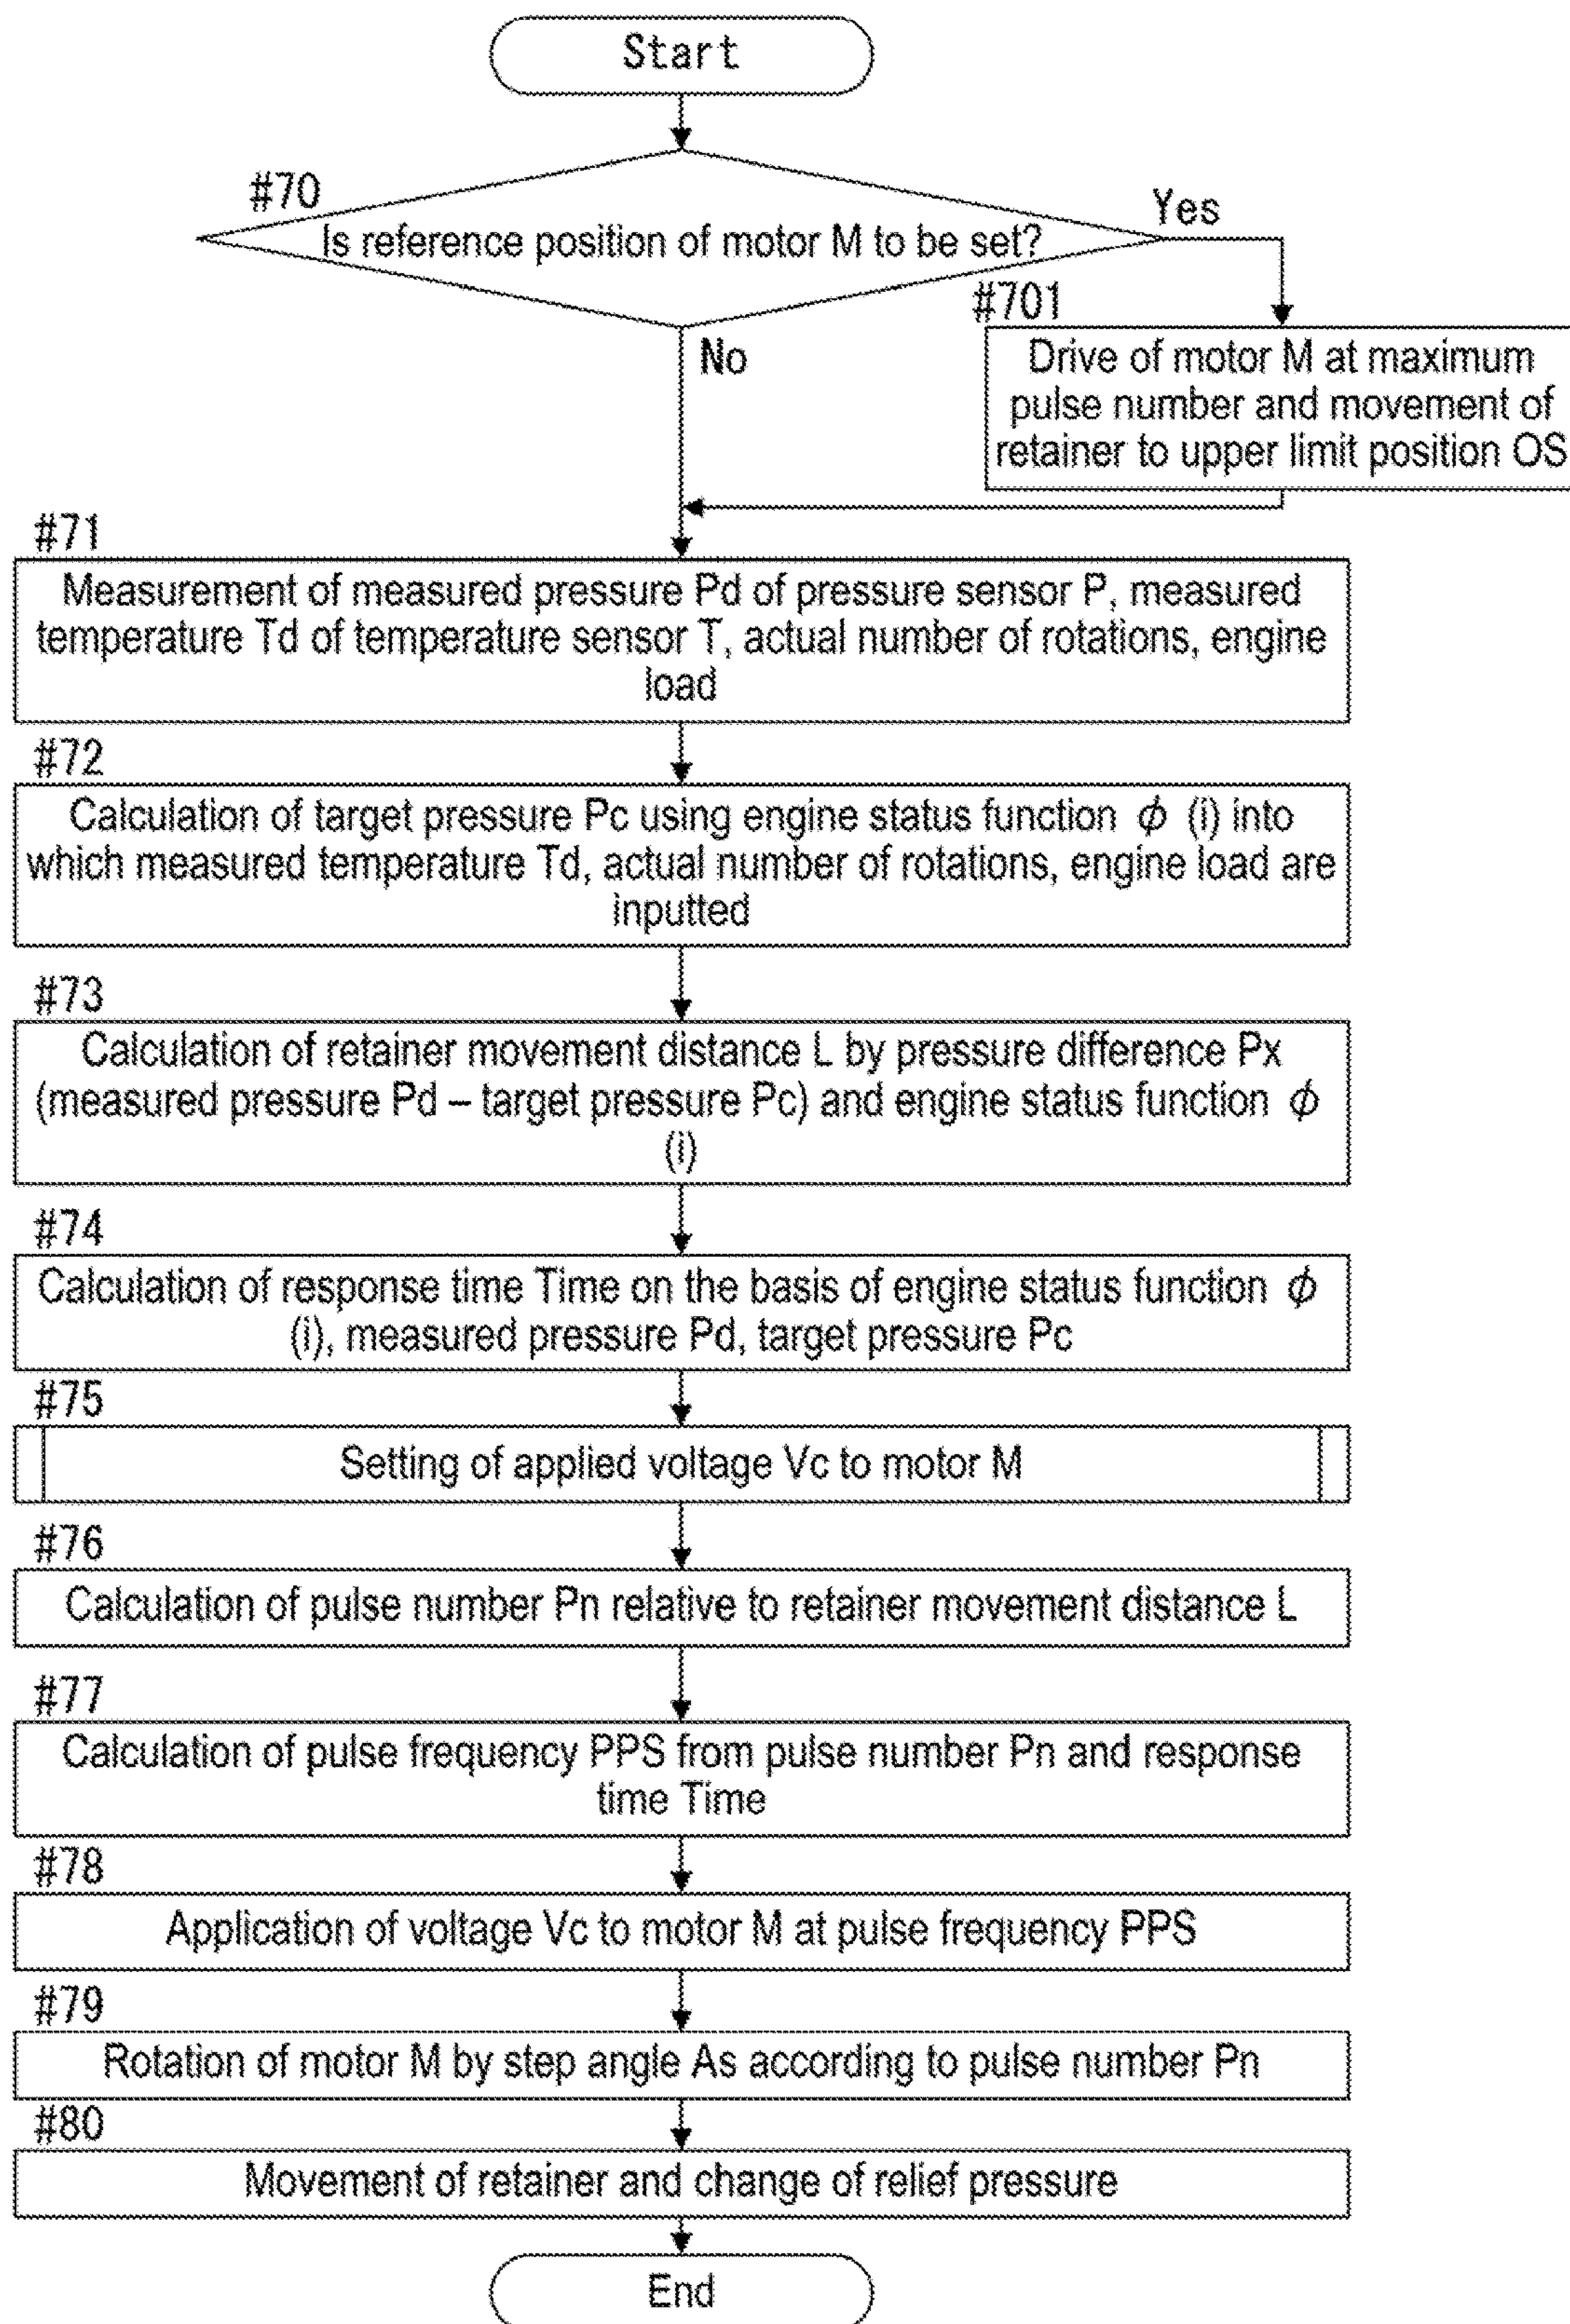 Start
#70
Is reference position of motor M to be set?
Yes
No
#701
Drive of motor M at maximum
pulse number and movement of
retainer to upper limit position OS
#71
Measurement of measured pressure Pd of pressure sensor P, measured
temperature Td of temperature sensor T, actual number of rotations, engine
load
#72
Calculation of target pressure Pc using engine status function ϕ (i) into
which measured temperature Td, actual number of rotations, engine load are
inputted
#73
Calculation of retainer movement distance L by pressure difference Px
(measured pressure Pd – target pressure Pc) and engine status function ϕ
(i)
#74
Calculation of response time Time on the basis of engine status function ϕ
(i), measured pressure Pd, target pressure Pc
#75
Setting of applied voltage Vc to motor M
#76
Calculation of pulse number Pn relative to retainer movement distance L
#77
Calculation of pulse frequency PPS from pulse number Pn and response
time Time
#78
Application of voltage Vc to motor M at pulse frequency PPS
#79
Rotation of motor M by step angle As according to pulse number Pn
#80
Movement of retainer and change of relief pressure
End